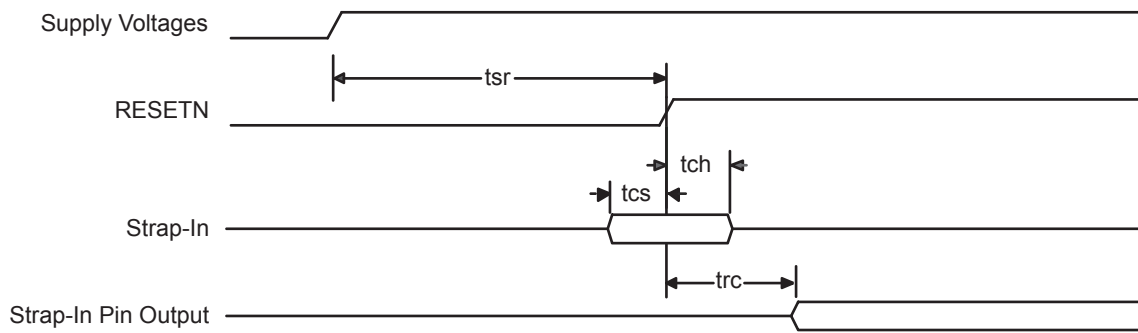 Supply Voltages
tsr
RESETN
tch
tcs
Strap-In
trc
Strap-In Pin Output